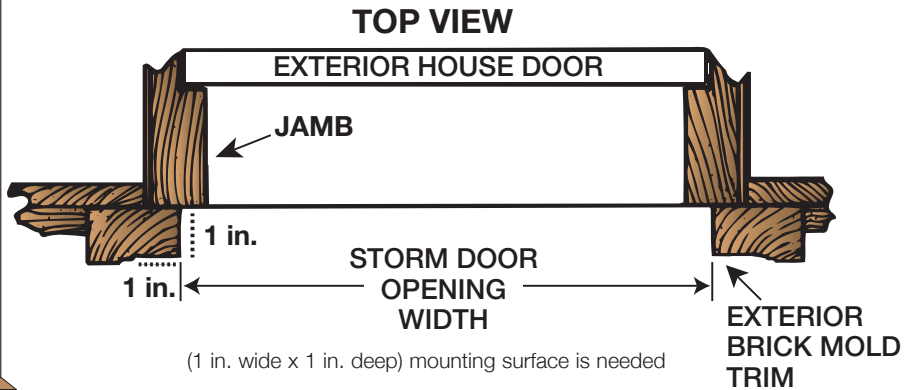 TOP VIEW
EXTERIOR HOUSE DOOR
JAMB
1 in.
1 in.
STORM DOOR
OPENING
WIDTH
EXTERIOR
BRICK MOLD
TRIM
(1 in. wide x 1 in. deep) mounting surface is needed